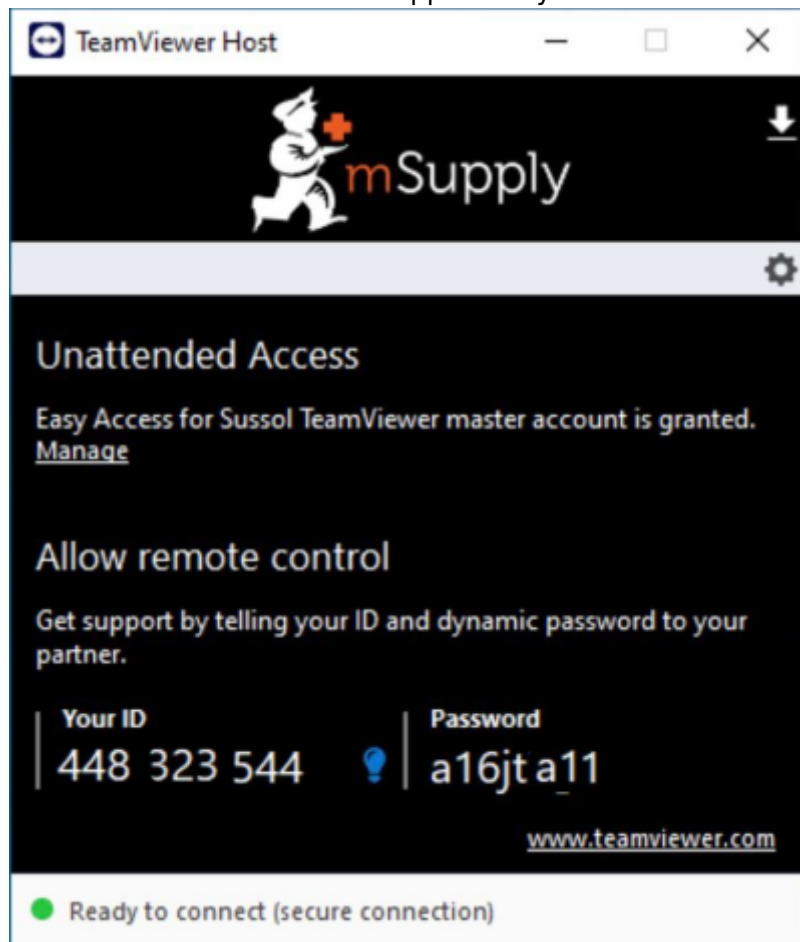 TeamViewer Host
mSupply
Unattended Access
Easy Access for Sussol TeamViewer master account is granted.
Manage
Allow remote control
Get support by telling your ID and dynamic password to your
partner.
Your ID
448 323 544
Password
a16jt a11
www.teamviewer.com
Ready to connect (secure connection)